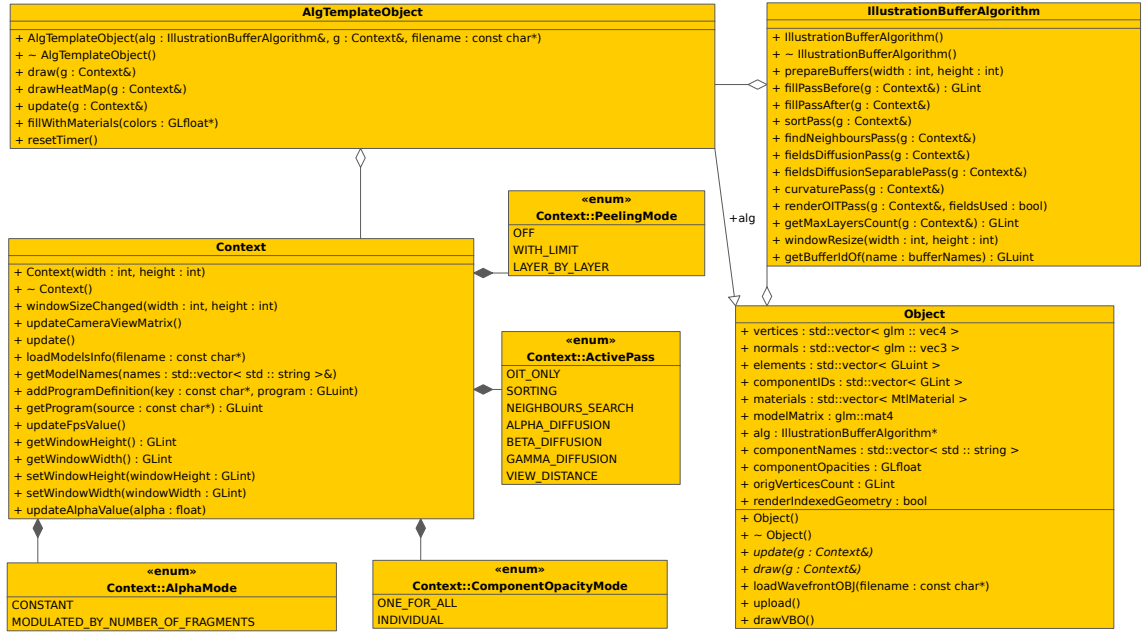 AlgTemplateObject
+ AlgTemplateObject(alg : IllustrationBufferAlgorithm&, g : Context&, filename : const char*)
+ ~ AlgTemplateObject()
+ draw(g : Context&)
+ drawHeatMap(g : Context&)
+ update(g : Context&)
+ fillWithMaterials(colors : GLfloat*)
+ resetTimer()
IllustrationBufferAlgorithm
+ IllustrationBufferAlgorithm()
+ ~ IllustrationBufferAlgorithm()
+ prepareBuffers(width : int, height : int)
+ fillPassBefore(g : Context&) : GLint
+ fillPassAfter(g : Context&)
+ sortPass(g : Context&)
+ findNeighboursPass(g : Context&)
+ fieldsDiffusionPass(g : Context&)
+ fieldsDiffusionSeparablePass(g : Context&)
+ curvaturePass(g : Context&)
+ renderOITPass(g : Context&, fieldsUsed : bool)
+ getMaxLayersCount(g : Context&) : GLint
+ windowResize(width : int, height : int)
+ getBufferIdOf(name : bufferNames) : GLuint
+alg
«enum»
Context::PeelingMode
OFF
WITH_LIMIT
LAYER_BY_LAYER
Context
+ Context(width : int, height : int)
+ ~ Context()
+ windowSizeChanged(width : int, height : int)
+ updateCameraViewMatrix()
+ update()
+ loadModelsInfo(filename : const char*)
+ getModelNames(names : std::vector< std :: string >&)
+ addProgramDefinition(key : const char*, program : GLuint)
+ getProgram(source : const char*) : GLuint
+ updateFpsValue()
+ getWindowHeight() : GLint
+ getWindowWidth() : GLint
+ setWindowHeight(windowHeight : GLint)
+ setWindowWidth(windowWidth : GLint)
+ updateAlphaValue(alpha : float)
«enum»
Context::ActivePass
OIT_ONLY
SORTING
NEIGHBOURS_SEARCH
ALPHA_DIFFUSION
BETA_DIFFUSION
GAMMA_DIFFUSION
VIEW_DISTANCE
Object
+ vertices : std::vector< glm :: vec4 >
+ normals : std::vector< glm :: vec3 >
+ elements : std::vector< GLuint >
+ componentIDs : std::vector< GLint >
+ materials : std::vector< MtlMaterial >
+ modelMatrix : glm::mat4
+ alg : IllustrationBufferAlgorithm*
+ componentNames : std::vector< std :: string >
+ componentOpacities : GLfloat
+ origVerticesCount : GLint
+ renderIndexedGeometry : bool
+ Object()
+ ~ Object()
+ update(g : Context&)
+ draw(g : Context&)
+ loadWavefrontOBJ(filename : const char*)
+ upload()
+ drawVBO()
«enum»
Context::AlphaMode
CONSTANT
MODULATED_BY_NUMBER_OF_FRAGMENTS
«enum»
Context::ComponentOpacityMode
ONE_FOR_ALL
INDIVIDUAL